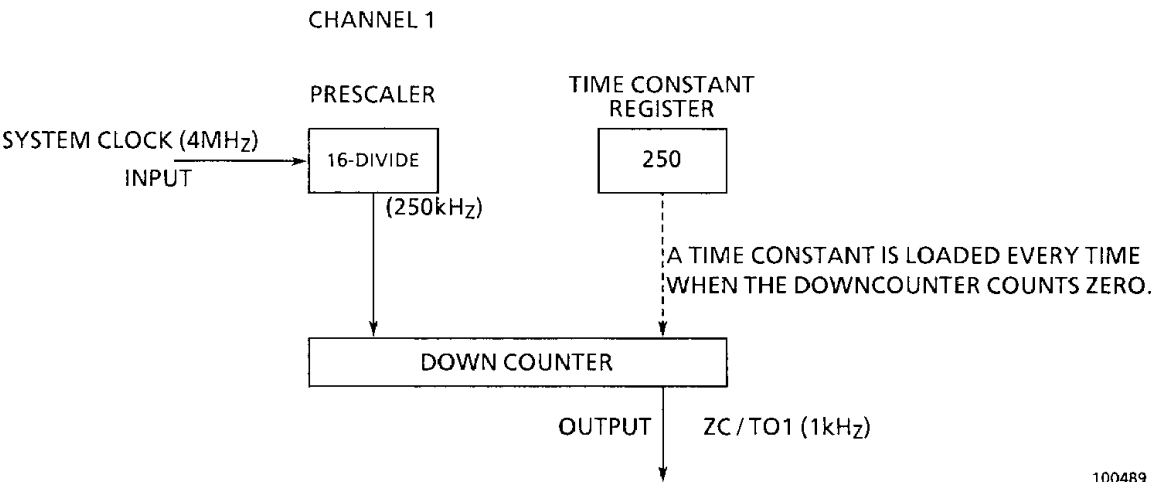 CHANNEL 1
PRESCALER
TIME CONSTANT
REGISTER
SYSTEM CLOCK (4MHz)
INPUT
16-DIVIDE
250
(250kHz)
A TIME CONSTANT IS LOADED EVERY TIME
WHEN THE DOWNCOUNTER COUNTS ZERO.
DOWN COUNTER
OUTPUT
ZC / TO1 (1kHz)
100489